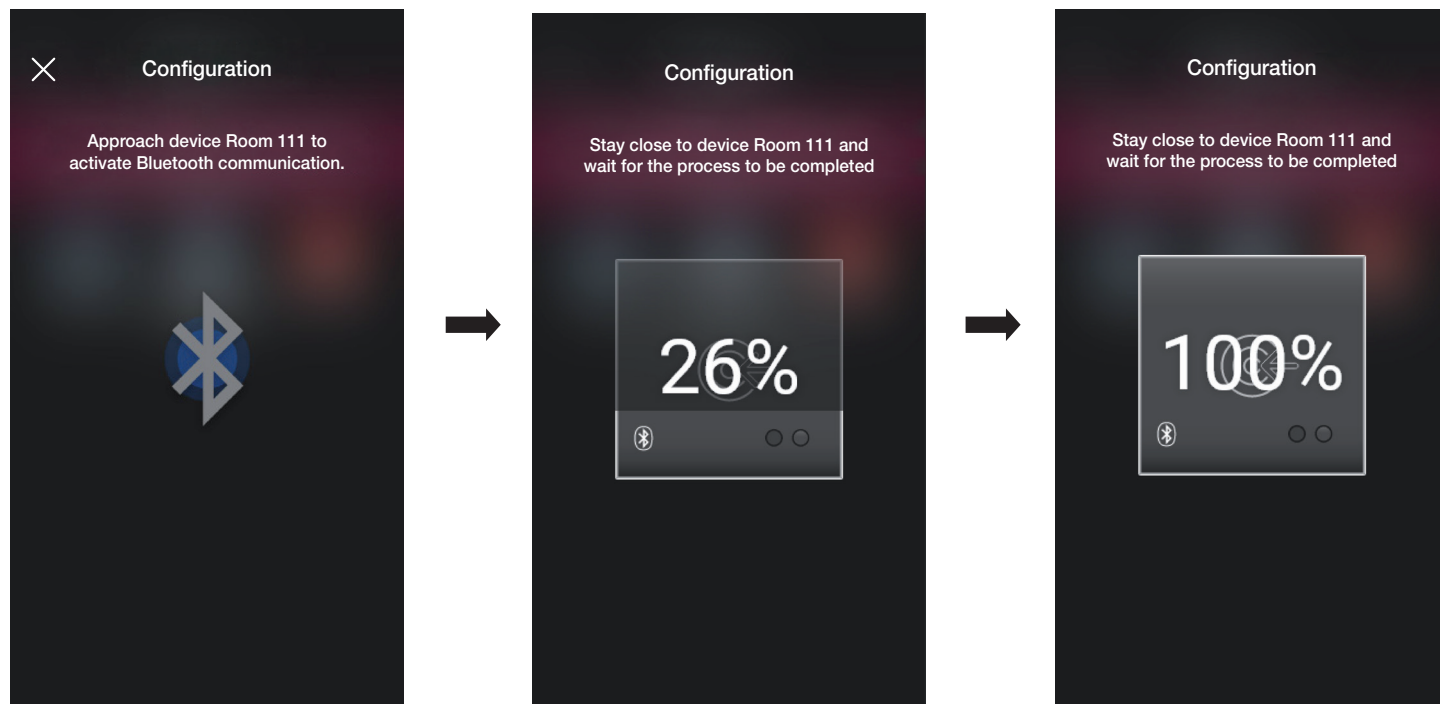 Configuration
Approach device Room 111 to
activate Bluetooth communication.
Configuration
Stay close to device Room 111 and
wait for the process to be completed
26%
Configuration
Stay close to device Room 111 and
wait for the process to be completed
100%